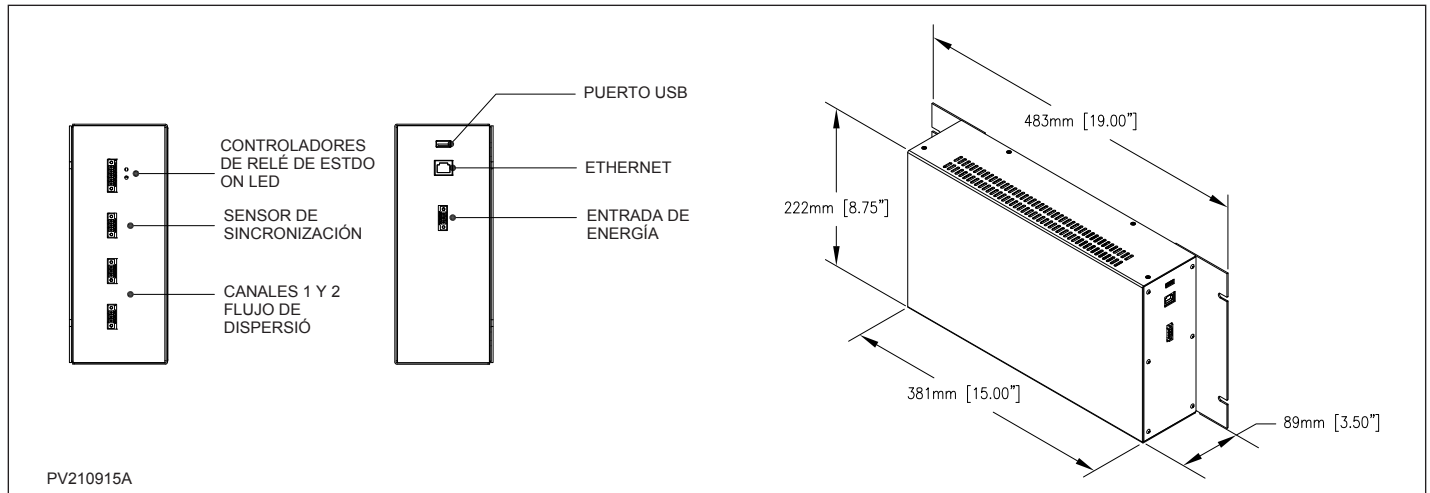 CONTROLADORES
DE RELÉ DE ESTDO
ON LED
SENSOR DE
SINCRONIZACIÓN
CANALES 1 Y 2
FLUJO DE
DISPERSIÓ
PUERTO USB
ETHERNET
ENTRADA DE
ENERGÍA
483mm [19.00"]
222mm [8.75"]
381mm [15.00"]
89mm [3.50"]
PV210915A